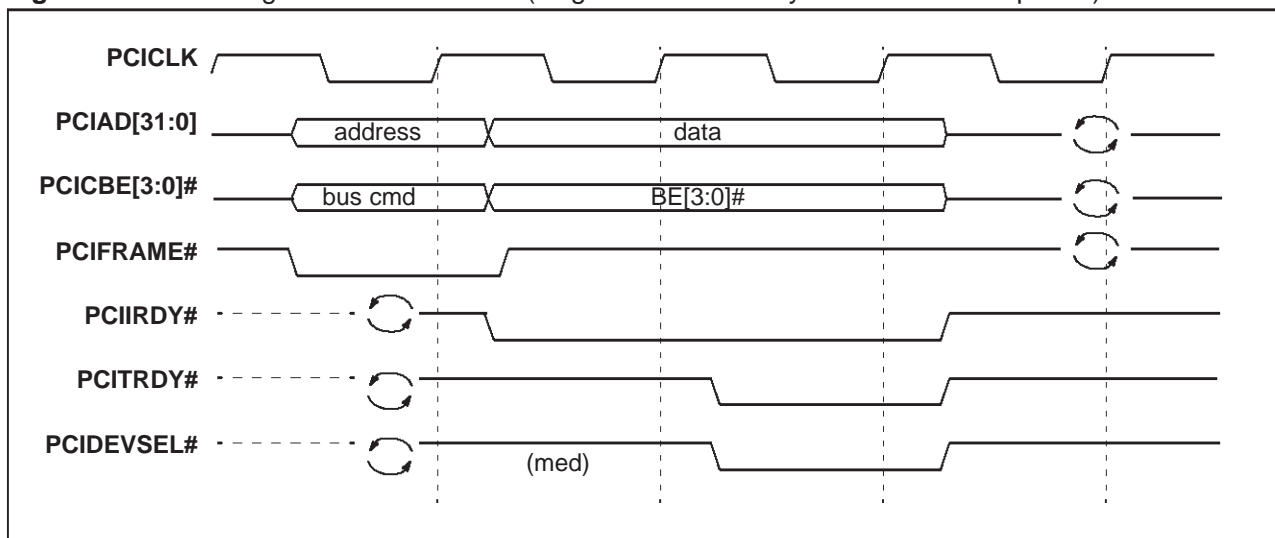 PCICLK
PCIAD[31:0]
address
data
PCICBE[3:0]#
bus cmd
BE[3:0]#
PCIFRAME#
PCIIRDY#
PCITRDY#
PCIDEVSEL#
(med)